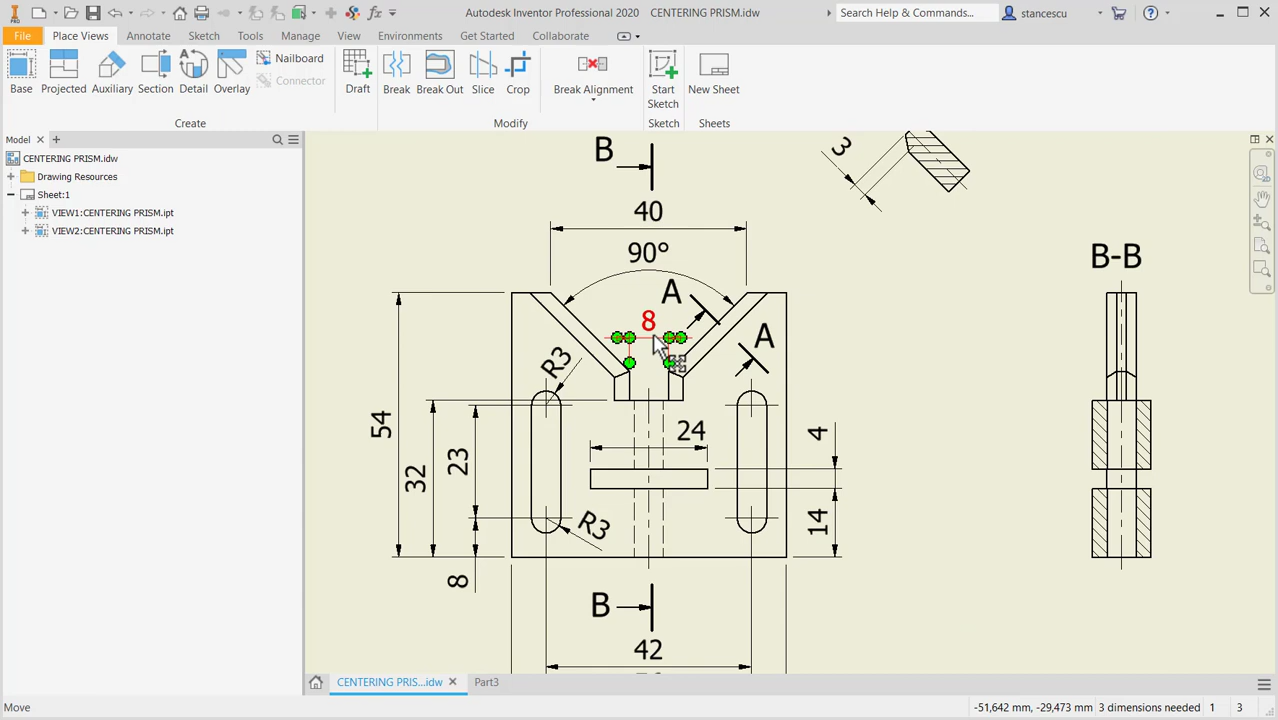 PRO
fx
Autodesk Inventor Professional 2020 CENTERING PRISM.idw
Search Help & Commands...
stancescu
?
File Place Views Annotate Sketch Tools Manage View Environments Get Started Collaborate
Base Projected Auxiliary Section Detail Overlay
Nailboard
Connector
Draft Break Break Out Slice Crop Break Alignment
Start
Sketch
New Sheet
Create Modify Sketch Sheets
Model
CENTERING PRISM.idw
Drawing Resources
Sheet:1
VIEW1:CENTERING PRISM.ipt
VIEW2:CENTERING PRISM.ipt
B
3
40
90°
B-B
A
8
A
R3
54
32
23
24
4
R3
14
8
B
42
CENTERING PRIS...idw
Part3
Move
-51,642 mm, -29,473 mm 3 dimensions needed 1 3